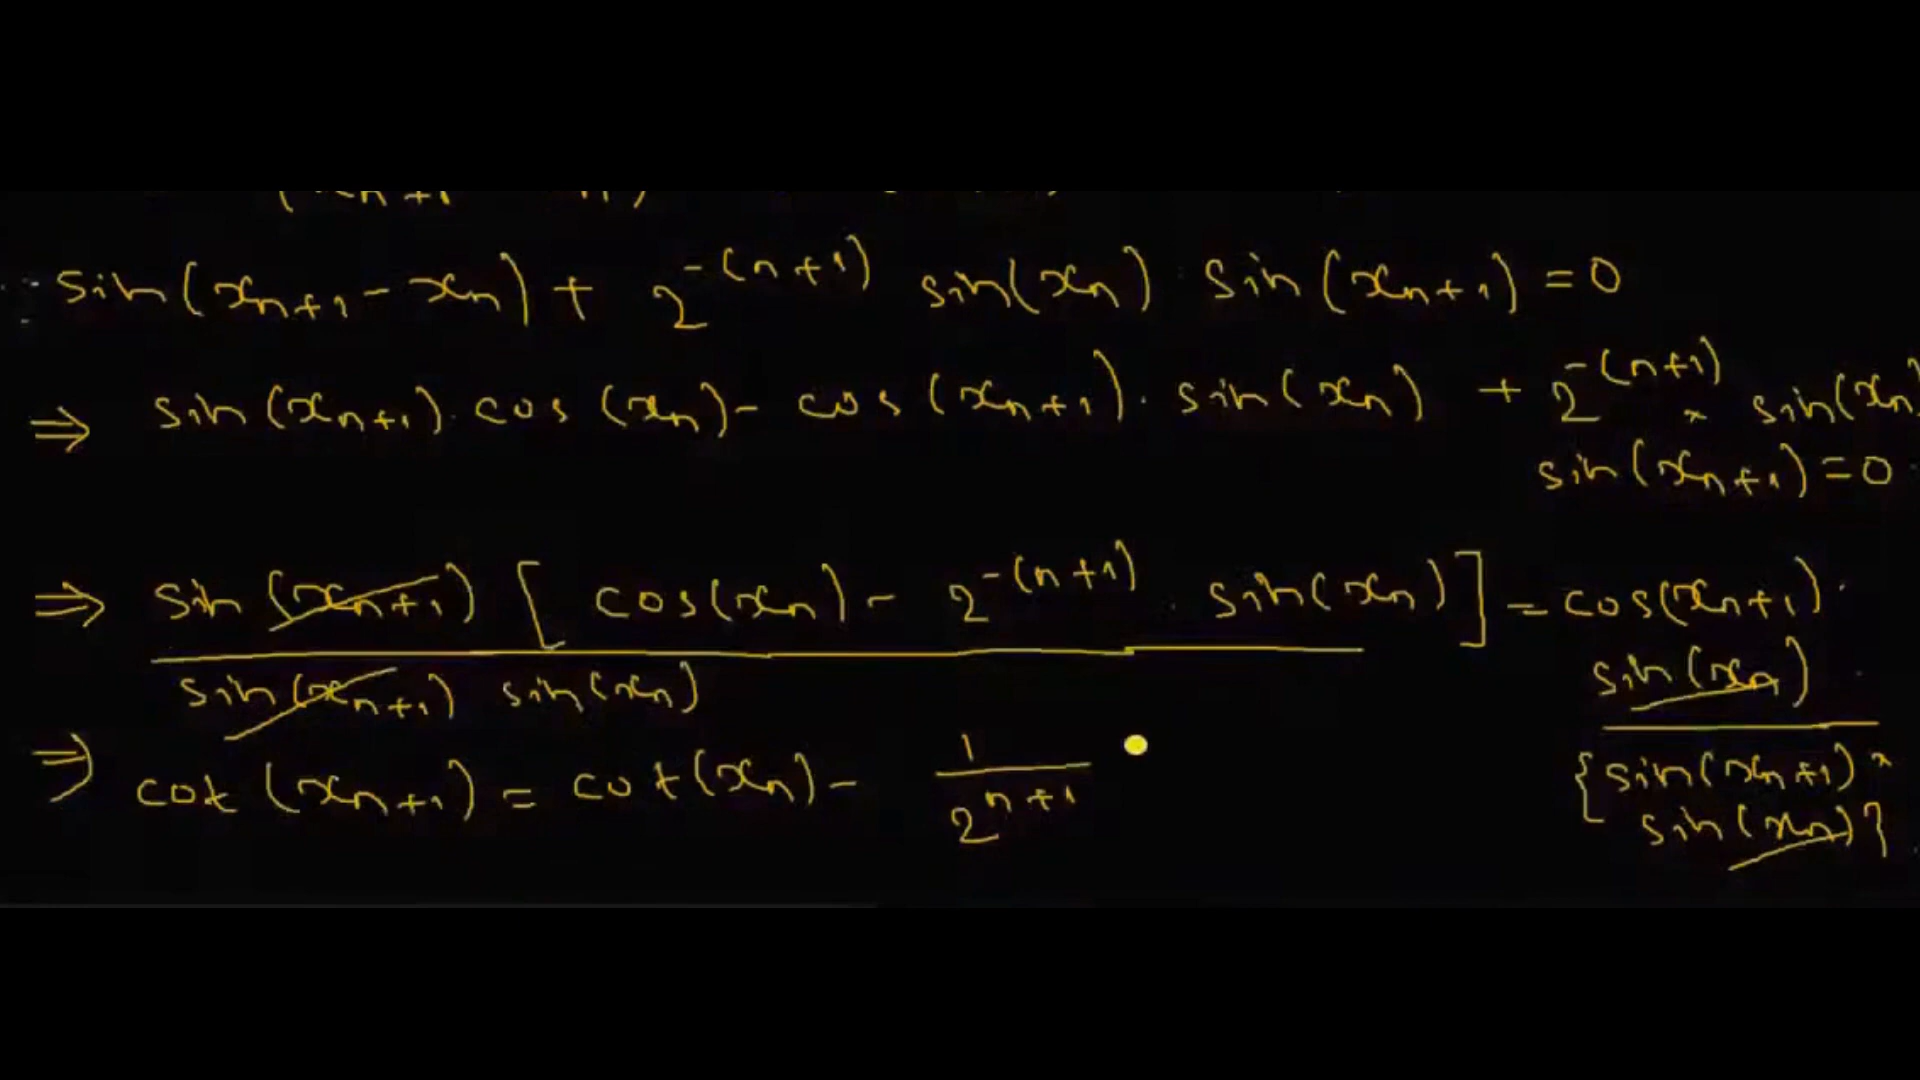 sin(xn+1 - xn) + 2^-(n+1) sin(xn) · sin(xn+1) = 0
⇒ sin(xn+1) · cos(xn) - cos(xn+1) · sin(xn) + 2^-(n+1) × sin(xn)
sin(xn+1) = 0
⇒ sin(xn+1) [cos(xn) - 2^-(n+1) · sin(xn)] = cos(xn+1) ·
sin(xn)
sin(xn+1) sin(xn)
{sin(xn+1) ×
sin(xn)}
⇒ cot(xn+1) = cot(xn) - 1/2^n+1